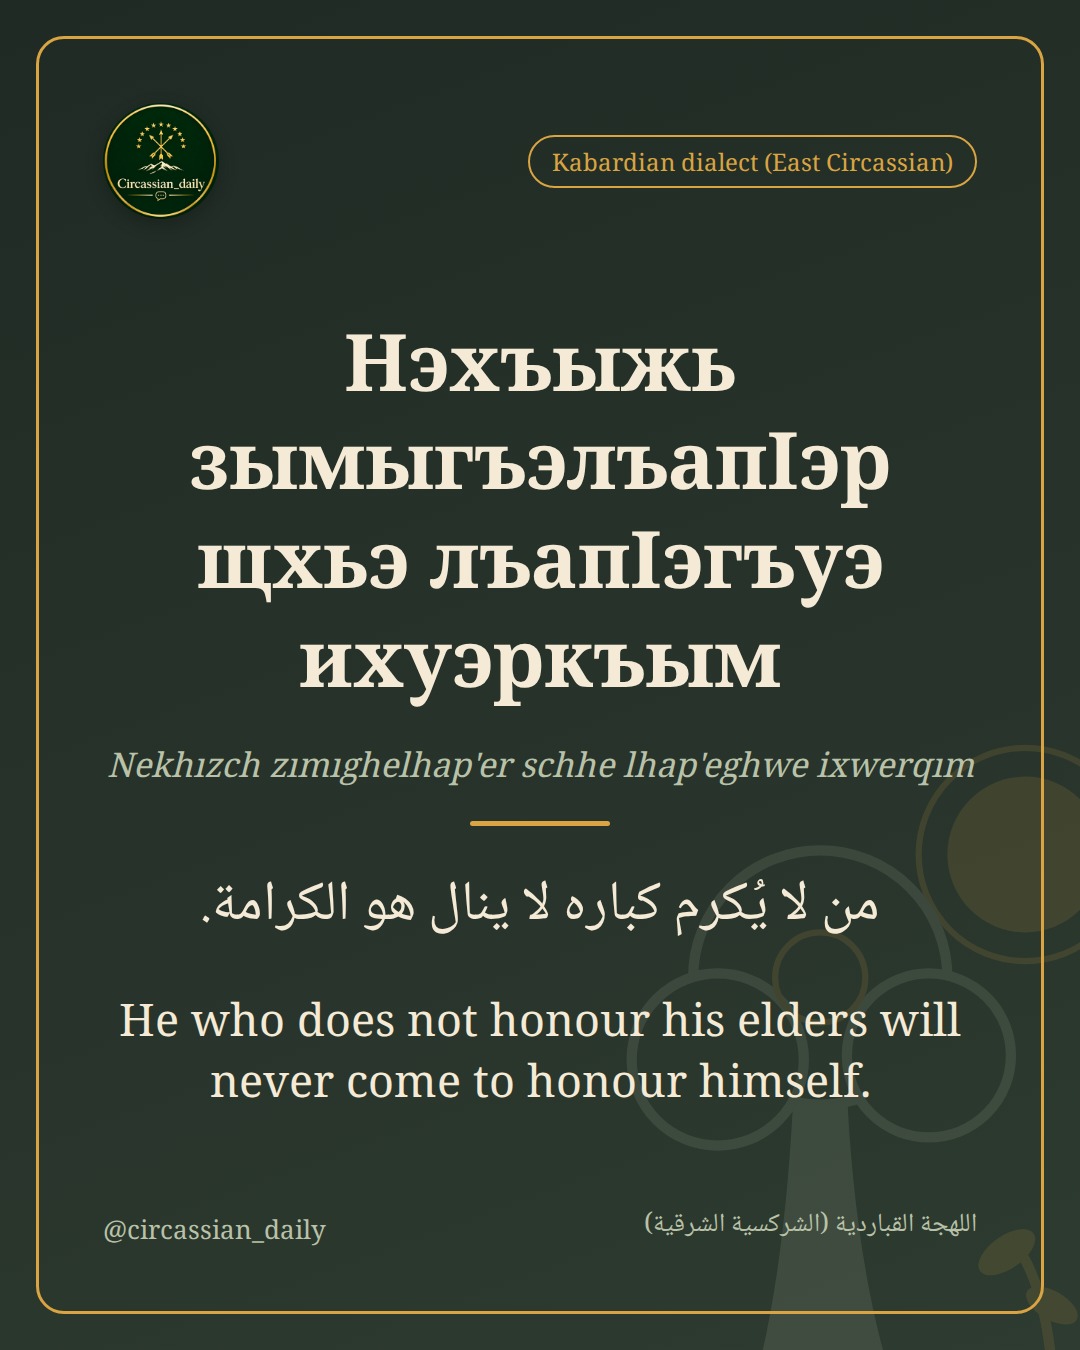 Circassian_daily
Kabardian dialect (East Circassian)
Нэхъыжь
зымыгъэлъапӀэр
щхьэ лъапӀэгъуэ
ихуэркъым
Nekhızch zımıghelhap'er schhe lhap'eghwe ixwerqım
من لا يُكرم كباره لا ينال هو الكرامة.
He who does not honour his elders will
never come to honour himself.
@circassian_daily
اللهجة القباردية (الشركسية الشرقية)